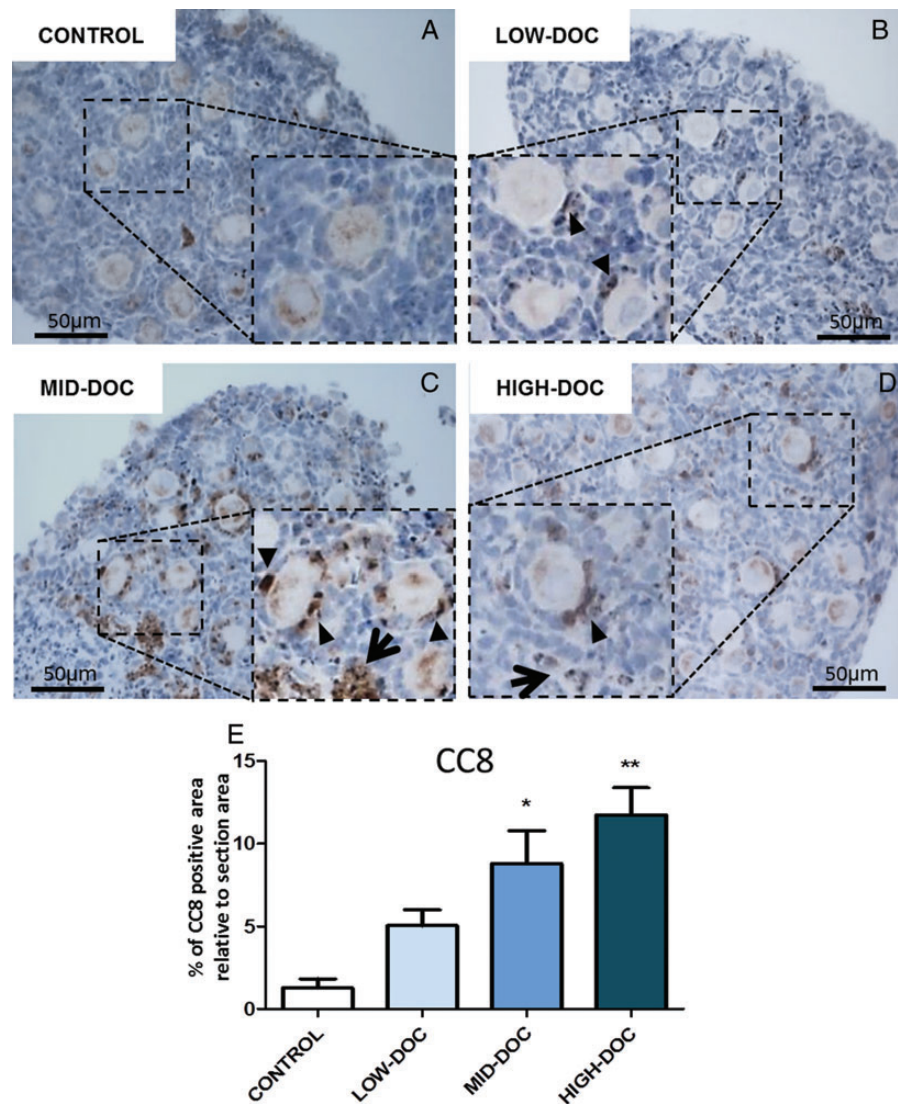 CONTROL
A
50µm
LOW-DOC
B
50µm
MID-DOC
C
50µm
HIGH-DOC
D
50µm
E
CC8
% of CC8 positive area
relative to section area
15
10
5
0
*
**
CONTROL
LOW-DOC
MID-DOC
HIGH-DOC